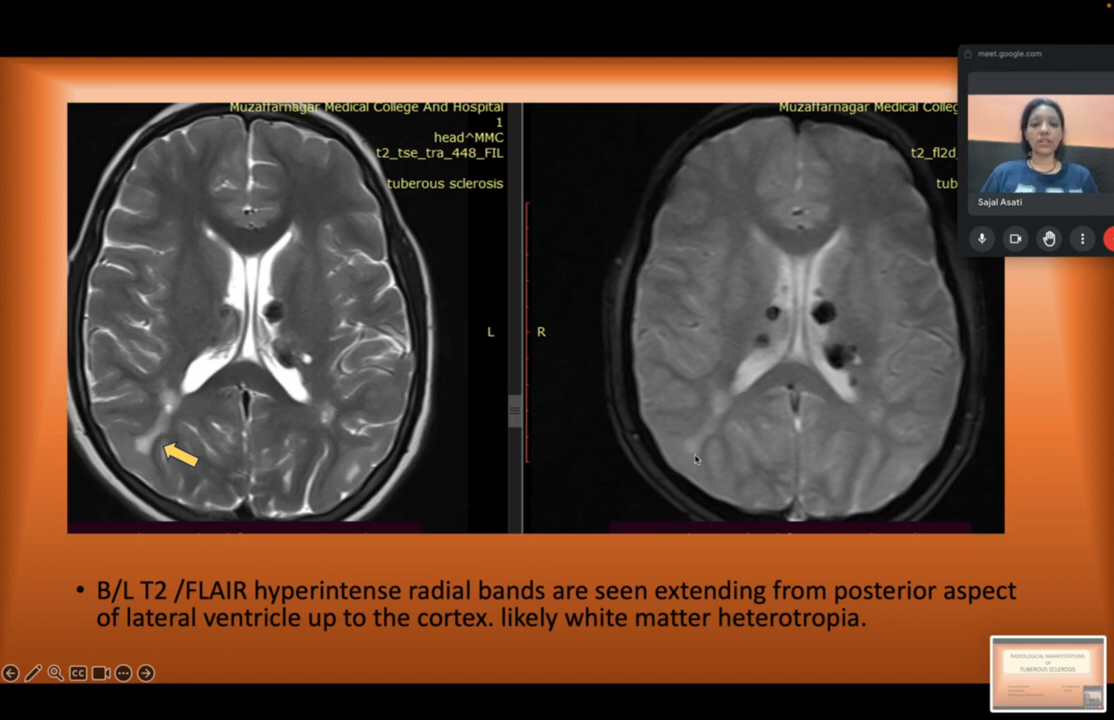 meet.google.com
Sajal Asati
Muzaffarnagar Medical College And Hospital
1
head^MMC
t2_tse_tra_448_FIL
tuberous sclerosis
L
Muzaffarnagar Medical Colleg
t2_fl2d_
tub
R
• B/L T2 /FLAIR hyperintense radial bands are seen extending from posterior aspect
of lateral ventricle up to the cortex. likely white matter heterotropia.
CC
RADIOLOGICAL MANIFESTATIONS
OF
TUBEROUS SCLEROSIS